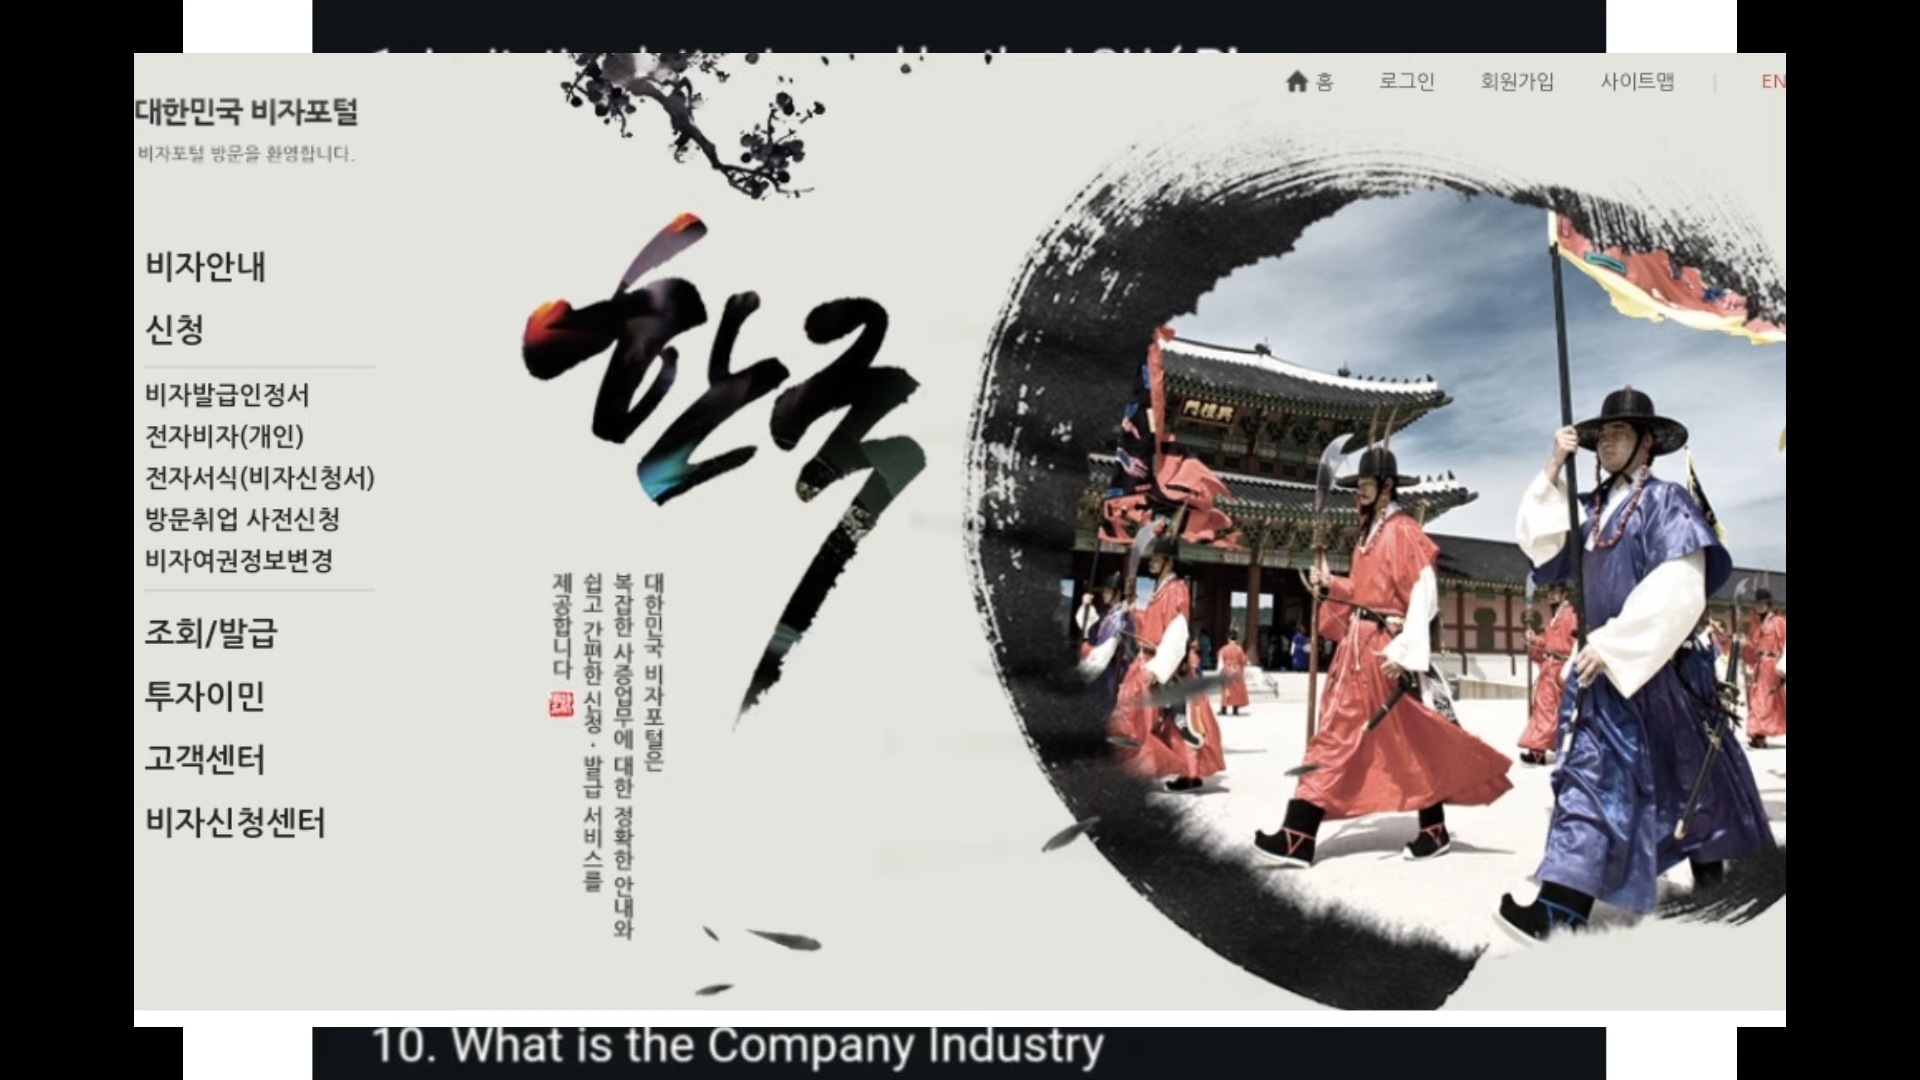 홈 로그인 회원가입 사이트맵 | EN
대한민국 비자포털
비자포털 방문을 환영합니다.
비자안내
신청
비자발급인정서
전자비자(개인)
전자서식(비자신청서)
방문취업 사전신청
비자여권정보변경
조회/발급
투자이민
고객센터
비자신청센터
한국
대한민국 비자포털은
복잡한 사증업무에 대한 정확한 안내와
쉽고 간편한 신청·발급 서비스를
제공합니다
10. What is the Company Industry